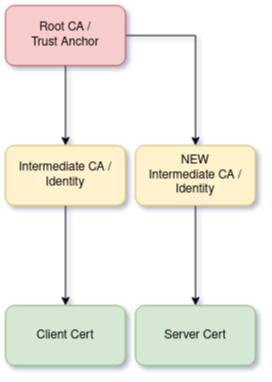 Root CA /
Trust Anchor
Intermediate CA /
Identity
NEW
Intermediate CA /
Identity
Client Cert
Server Cert